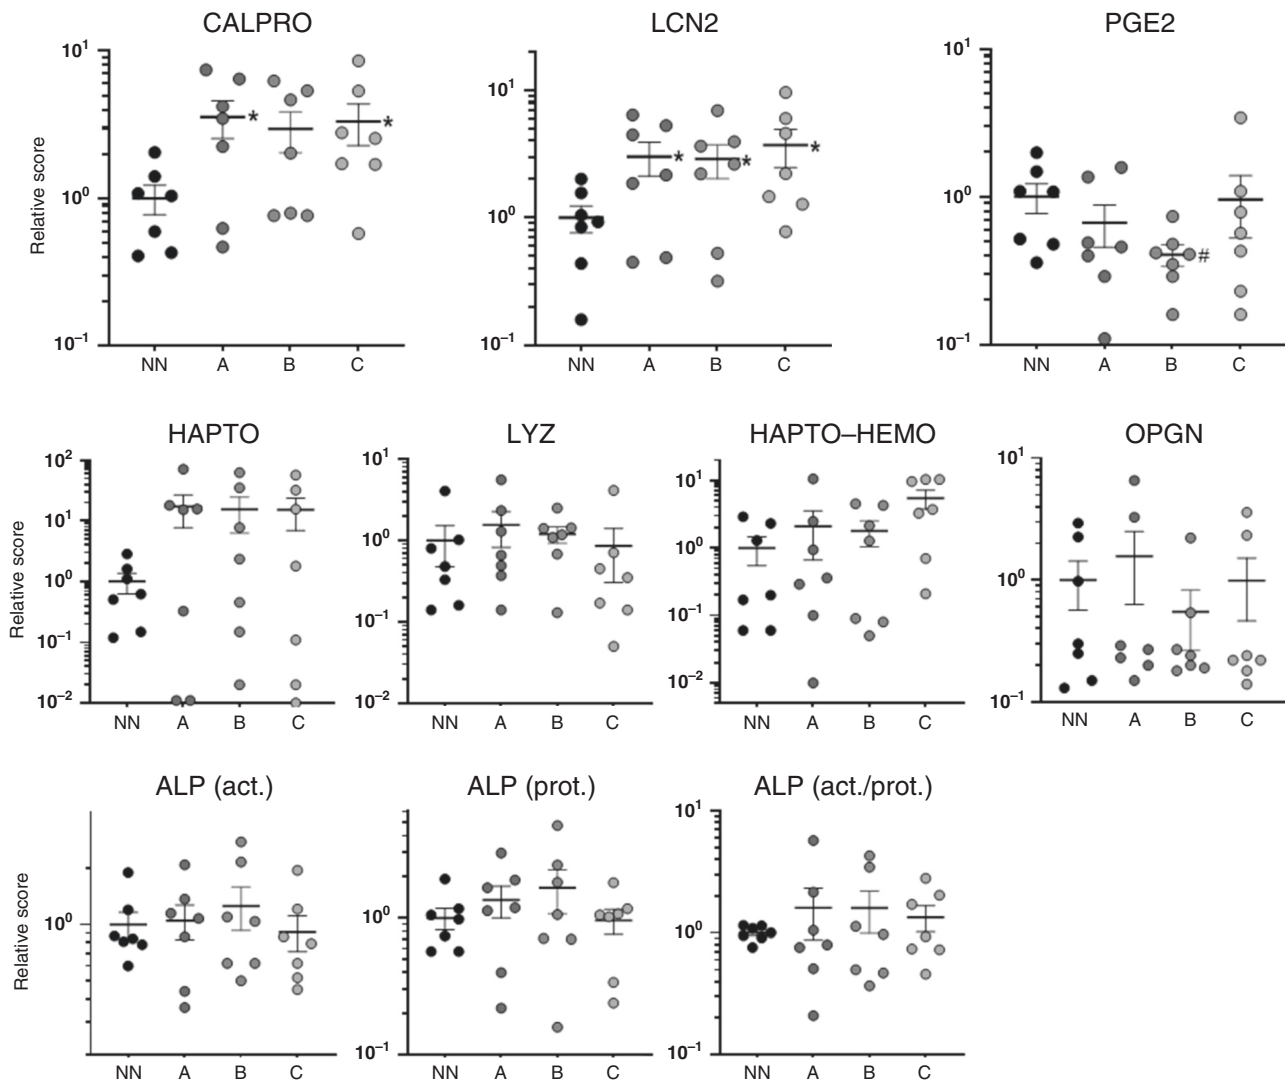 CALPRO LCN2 PGE2
Relative score
10¹ 10⁰ 10⁻¹
* *
NN A B C
10¹ 10⁰ 10⁻¹
* * *
NN A B C
10¹ 10⁰ 10⁻¹
#
NN A B C
HAPTO LYZ HAPTO–HEMO OPGN
Relative score
10² 10¹ 10⁰ 10⁻¹ 10⁻²
NN A B C
10¹ 10⁰ 10⁻¹ 10⁻²
NN A B C
10¹ 10⁰ 10⁻¹ 10⁻²
NN A B C
10¹ 10⁰ 10⁻¹
NN A B C
ALP (act.) ALP (prot.) ALP (act./prot.)
Relative score
10⁰
NN A B C
10⁰ 10⁻¹
NN A B C
10¹ 10⁰ 10⁻¹
NN A B C